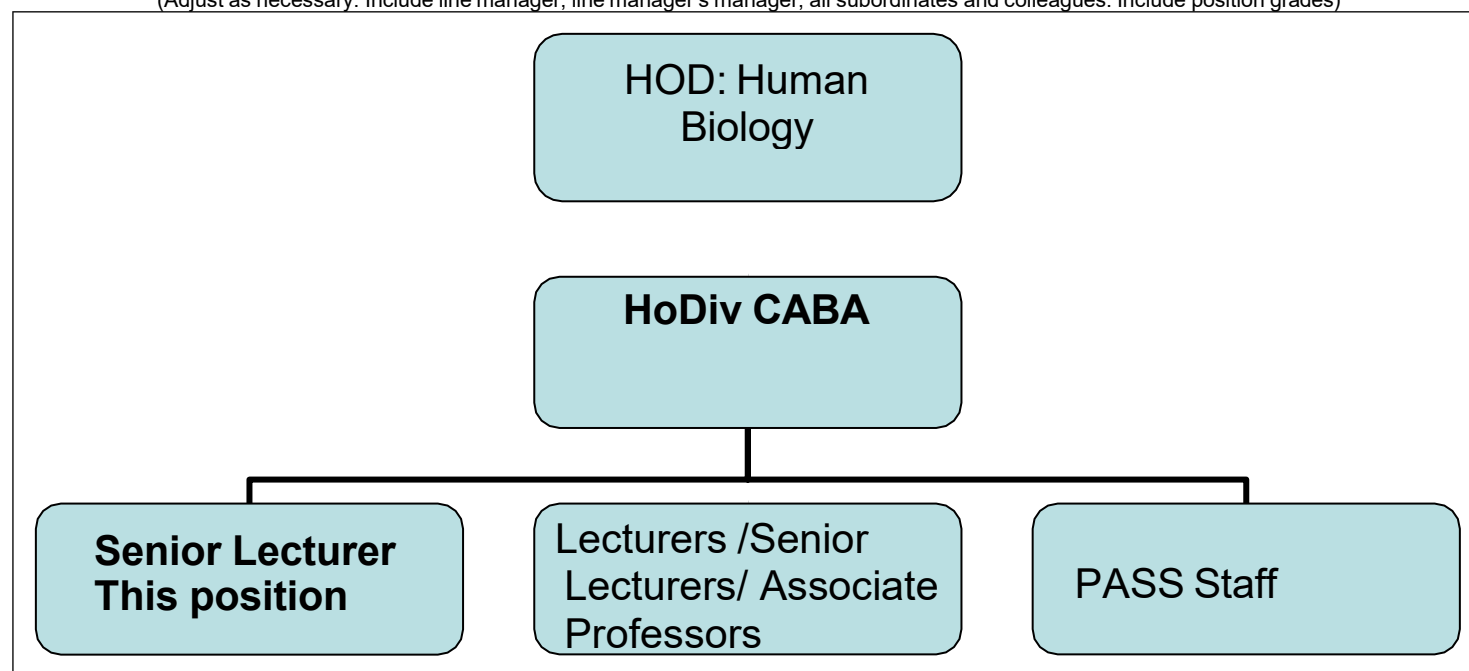 (Adjust as necessary. Include line manager, line manager's manager, all subordinates and colleagues. Include position grades)
HOD: Human
Biology
HoDiv CABA
Senior Lecturer
This position
Lecturers /Senior
Lecturers/ Associate
Professors
PASS Staff